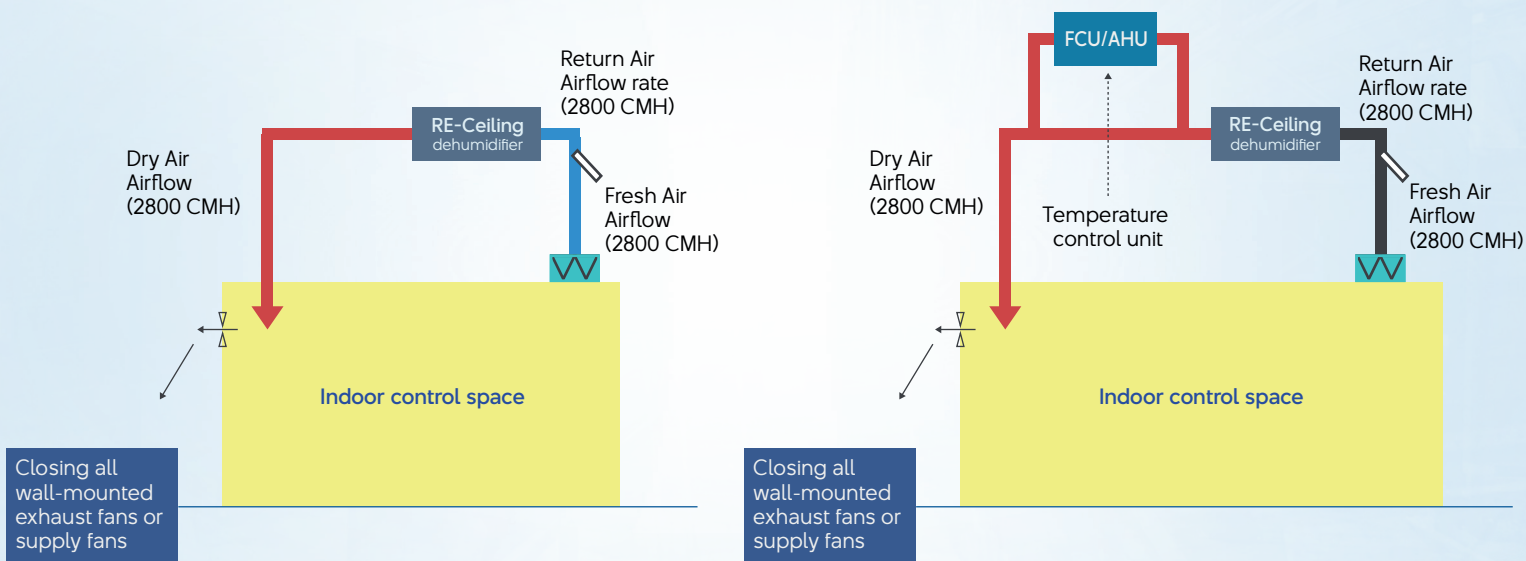 Return Air
Airflow rate
(2800 CMH)
RE-Ceiling
dehumidifier
Dry Air
Airflow
(2800 CMH)
Fresh Air
Airflow
(2800 CMH)
Indoor control space
Closing all
wall-mounted
exhaust fans or
supply fans
FCU/AHU
Return Air
Airflow rate
(2800 CMH)
RE-Ceiling
dehumidifier
Dry Air
Airflow
(2800 CMH)
Temperature
control unit
Fresh Air
Airflow
(2800 CMH)
Indoor control space
Closing all
wall-mounted
exhaust fans or
supply fans